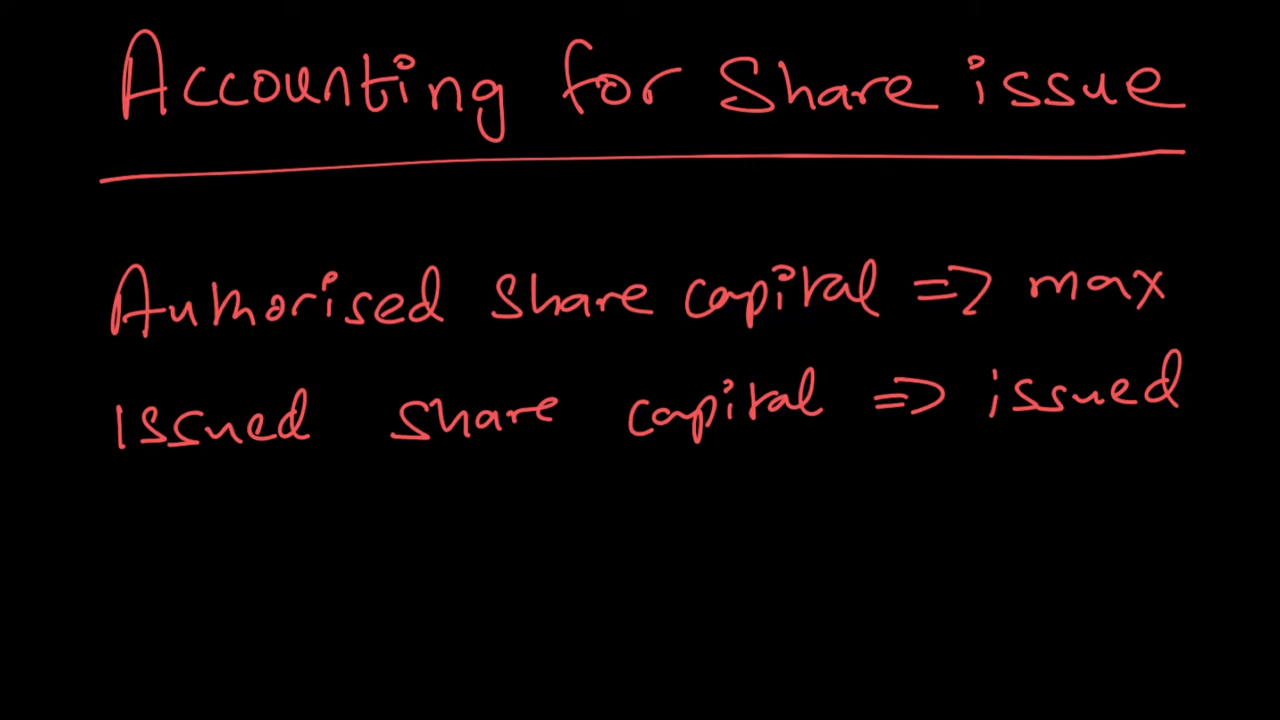 Accounting for Share issue
Authorised share capital => max
Issued share capital => issued